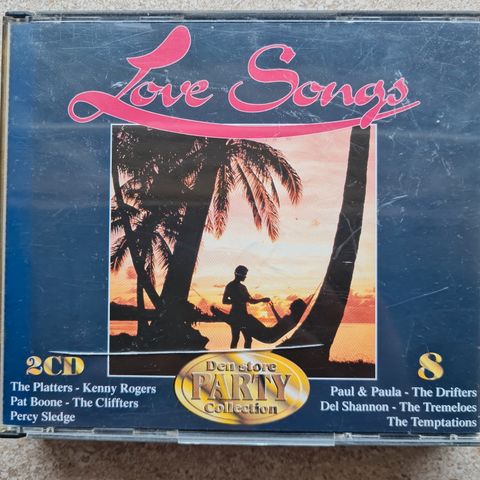 Love Songs
2CD
The Platters - Kenny Rogers
Pat Boone - The Cliffters
Percy Sledge
Den store
PARTY
Collection
8
Paul & Paula - The Drifters
Del Shannon - The Tremeloes
The Temptations